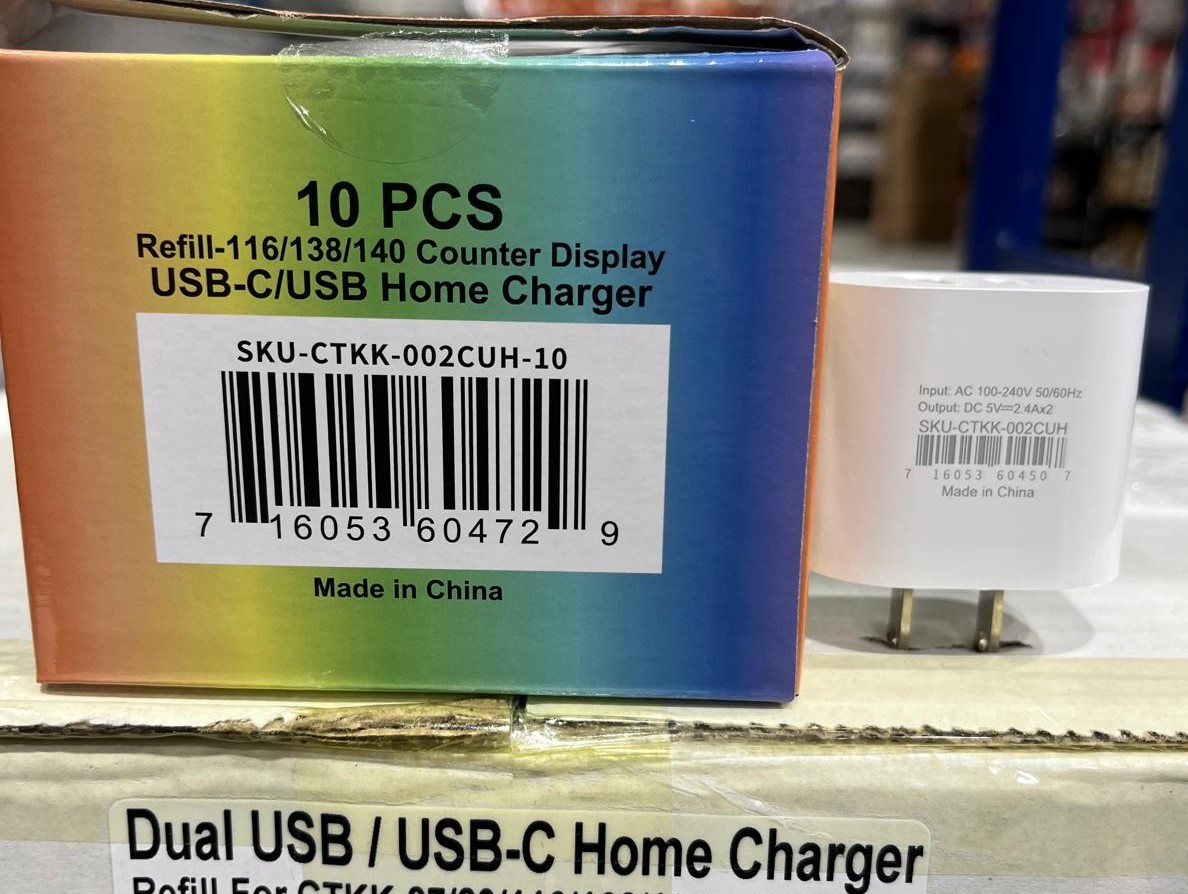 10 PCS
Refill-116/138/140 Counter Display
USB-C/USB Home Charger
SKU-CTKK-002CUH-10
7 16053 60472 9
Made in China
Input: AC 100-240V 50/60Hz
Output: DC 5V⎓2.4Ax2
SKU-CTKK-002CUH
7 16053 60450 7
Made in China
Dual USB / USB-C Home Charger
Refill For